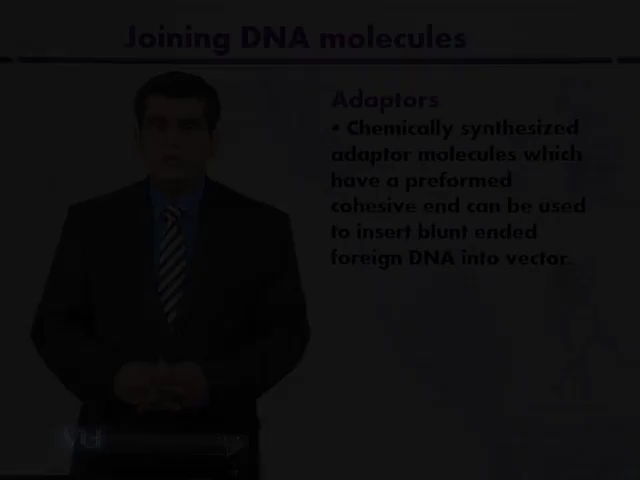 Joining DNA molecules
Adaptors
• Chemically synthesized
adaptor molecules which
have a preformed
cohesive end can be used
to insert blunt ended
foreign DNA into vector.
VU